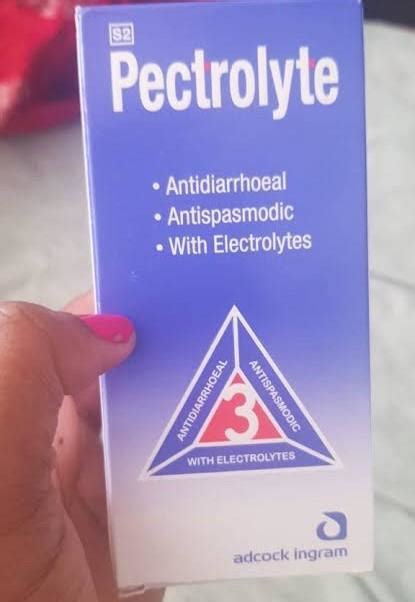 S2
Pectrolyte
• Antidiarrhoeal
• Antispasmodic
• With Electrolytes
ANTIDIARRHOEAL
ANTISPASMODIC
3
WITH ELECTROLYTES
adcock ingram